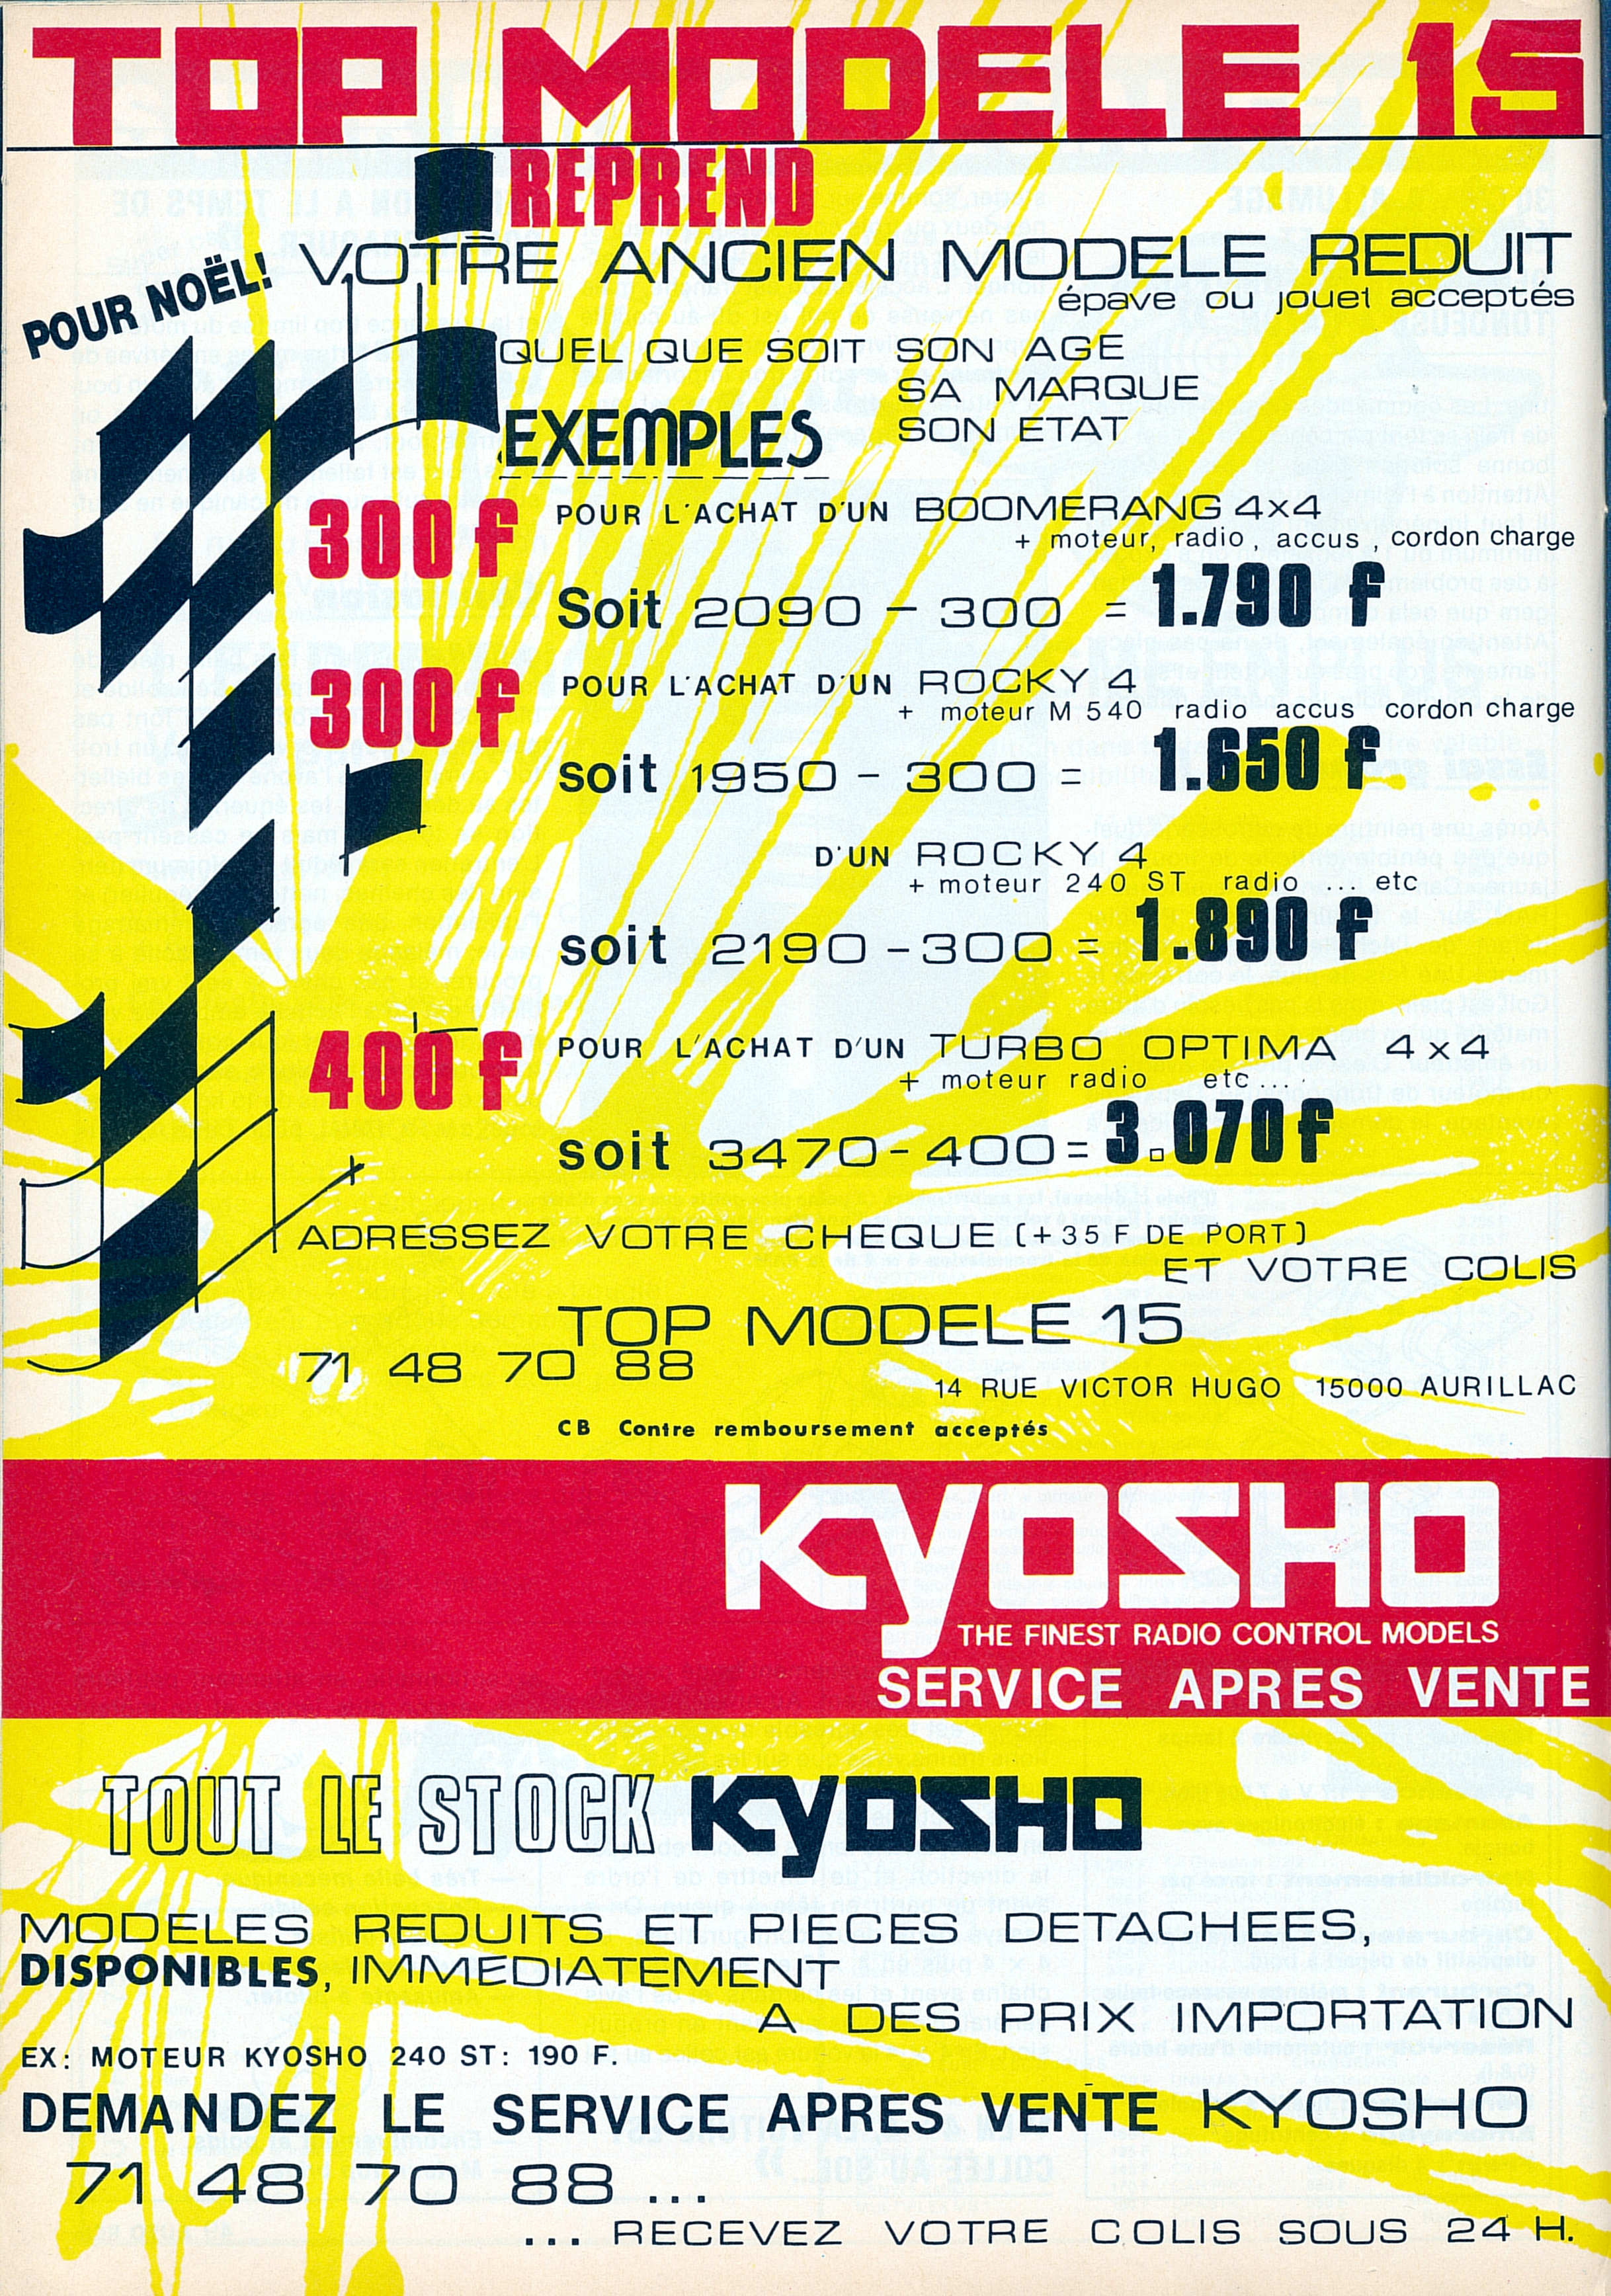 TOP MODELE 15
REPREND
POUR NOËL!
VOTRE ANCIEN MODELE REDUIT
épave ou jouet acceptés
QUEL QUE SOIT SON AGE
SA MARQUE
SON ETAT
EXEMPLES
300f POUR L'ACHAT D'UN BOOMERANG 4x4
+ moteur, radio, accus, cordon charge
Soit 2090 - 300 = 1.790 f
300f POUR L'ACHAT D'UN ROCKY 4
+ moteur M 540 radio accus cordon charge
soit 1950 - 300 = 1.650 f
D'UN ROCKY 4
+ moteur 240 ST radio ... etc
soit 2190 - 300 = 1.890 f
400f POUR L'ACHAT D'UN TURBO OPTIMA 4x4
+ moteur radio etc...
soit 3470 - 400 = 3.070 f
ADRESSEZ VOTRE CHEQUE (+35 F DE PORT)
ET VOTRE COLIS
TOP MODELE 15
71 48 70 88
14 RUE VICTOR HUGO 15000 AURILLAC
CB Contre remboursement acceptés
KYOSHO
THE FINEST RADIO CONTROL MODELS
SERVICE APRES VENTE
TOUT LE STOCK KYOSHO
MODELES REDUITS ET PIECES DETACHEES,
DISPONIBLES, IMMEDIATEMENT
A DES PRIX IMPORTATION
EX: MOTEUR KYOSHO 240 ST: 190 F.
DEMANDEZ LE SERVICE APRES VENTE KYOSHO
71 48 70 88 ...
... RECEVEZ VOTRE COLIS SOUS 24 H.